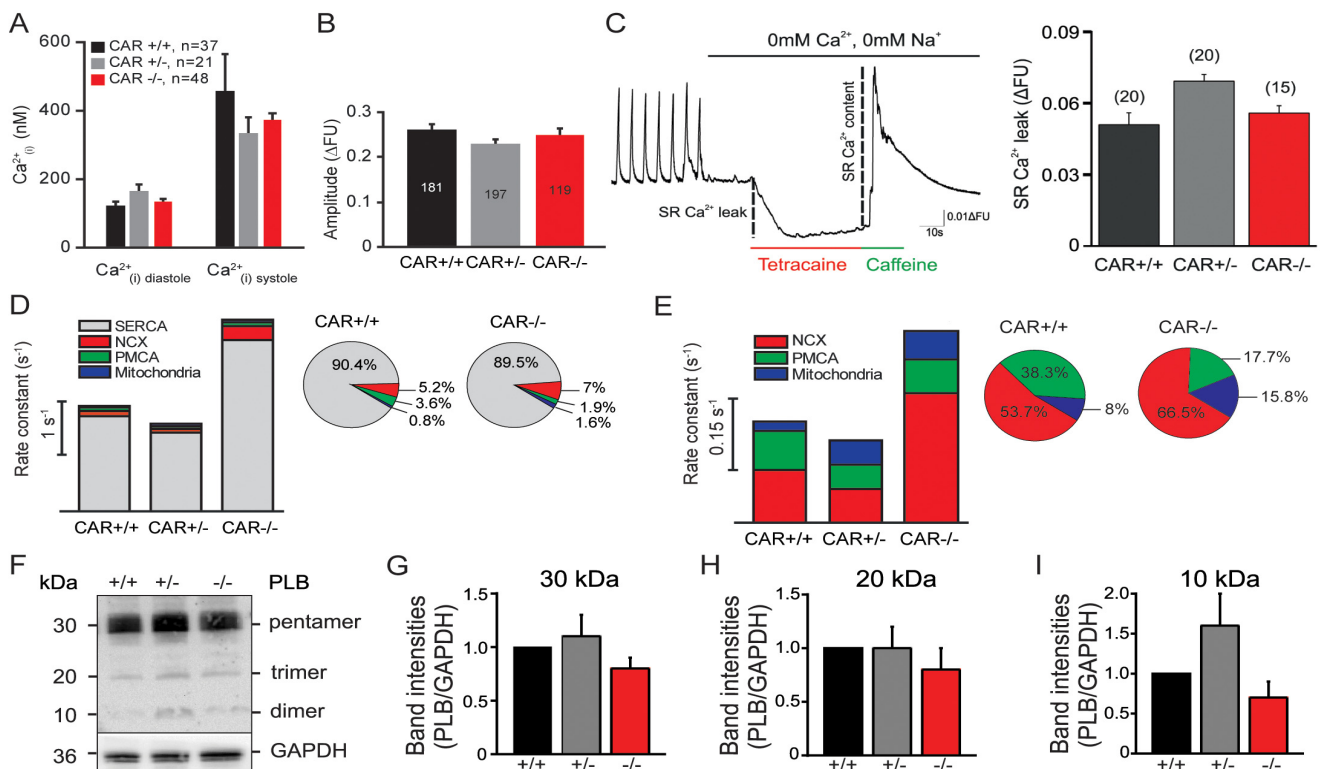 A
600
400
200
0
Ca²⁺(i) (nM)
CAR +/+, n=37
CAR +/-, n=21
CAR -/-, n=48
Ca²⁺(i) diastole
Ca²⁺(i) systole
B
0.3
0.2
0.1
0
Amplitude (ΔFU)
181
197
119
CAR+/+
CAR+/-
CAR-/-
C
0mM Ca²⁺, 0mM Na⁺
SR Ca²⁺ leak
SR Ca²⁺ content
0.01ΔFU
10s
Tetracaine
Caffeine
SR Ca²⁺ leak (ΔFU)
0.09
0.06
0.03
0
(20)
(20)
(15)
CAR+/+
CAR+/-
CAR-/-
D
SERCA
NCX
PMCA
Mitochondria
Rate constant (s⁻¹)
1 s⁻¹
CAR+/+
CAR+/-
CAR-/-
CAR+/+
90.4%
5.2%
3.6%
0.8%
CAR-/-
89.5%
7%
1.9%
1.6%
E
NCX
PMCA
Mitochondria
Rate constant (s⁻¹)
0.15 s⁻¹
CAR+/+
CAR+/-
CAR-/-
CAR+/+
38.3%
53.7%
8%
CAR-/-
17.7%
15.8%
66.5%
F
kDa
+/+
+/-
-/-
PLB
30
pentamer
20
trimer
10
dimer
36
GAPDH
G
30 kDa
Band intensities
(PLB/GAPDH)
1.5
1.0
0.5
0
+/+
+/-
-/-
H
20 kDa
Band intensities
(PLB/GAPDH)
1.5
1.0
0.5
0
+/+
+/-
-/-
I
10 kDa
Band intensities
(PLB/GAPDH)
2.0
1.5
1.0
0.5
0
+/+
+/-
-/-